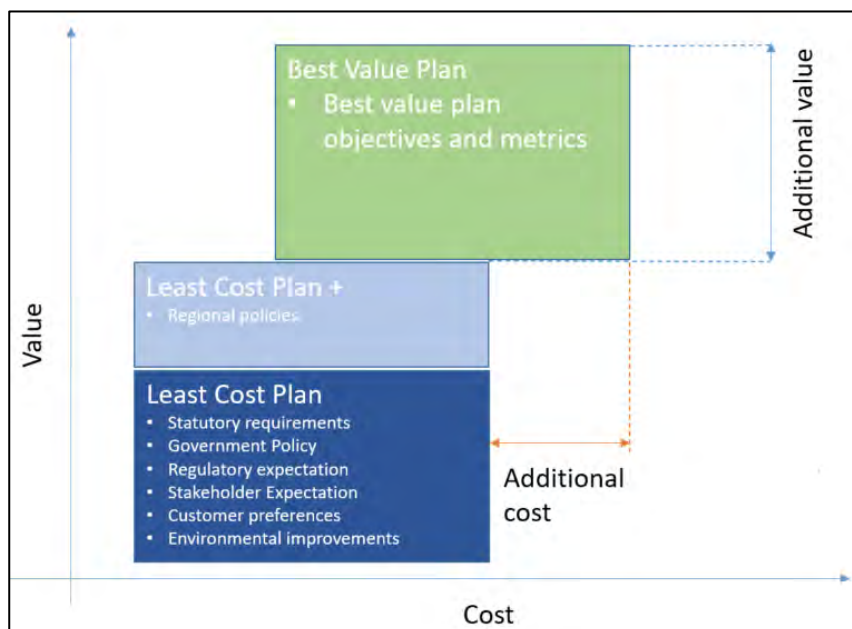 Best Value Plan
• Best value plan
objectives and metrics
Additional value
Least Cost Plan +
• Regional policies
Value
Least Cost Plan
• Statutory requirements
• Government Policy
• Regulatory expectation
• Stakeholder Expectation
• Customer preferences
• Environmental improvements
Additional
cost
Cost